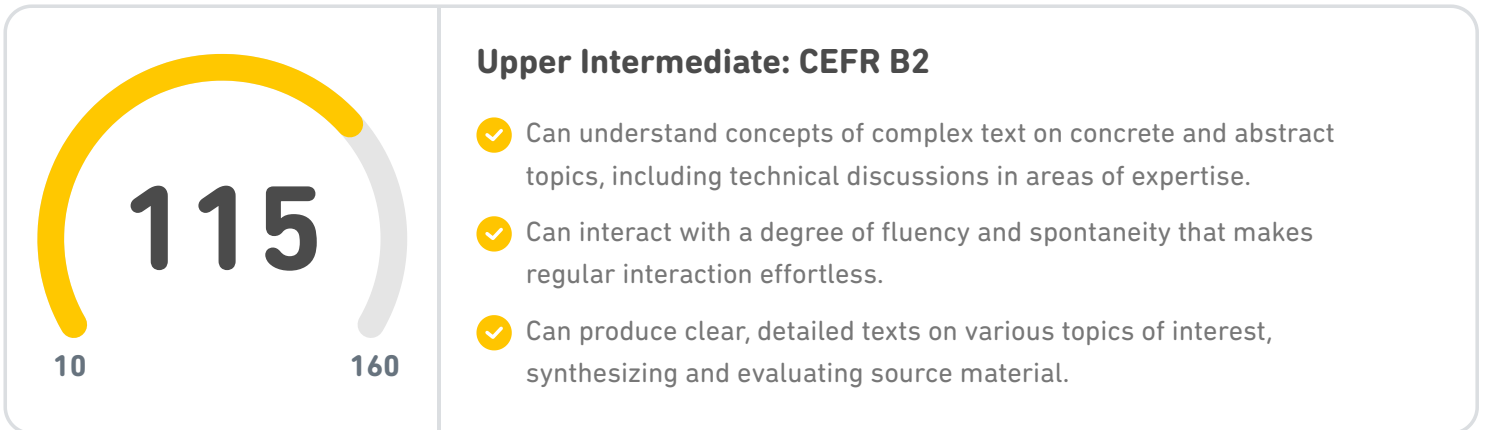 115
10
160
Upper Intermediate: CEFR B2
Can understand concepts of complex text on concrete and abstract
topics, including technical discussions in areas of expertise.
Can interact with a degree of fluency and spontaneity that makes
regular interaction effortless.
Can produce clear, detailed texts on various topics of interest,
synthesizing and evaluating source material.